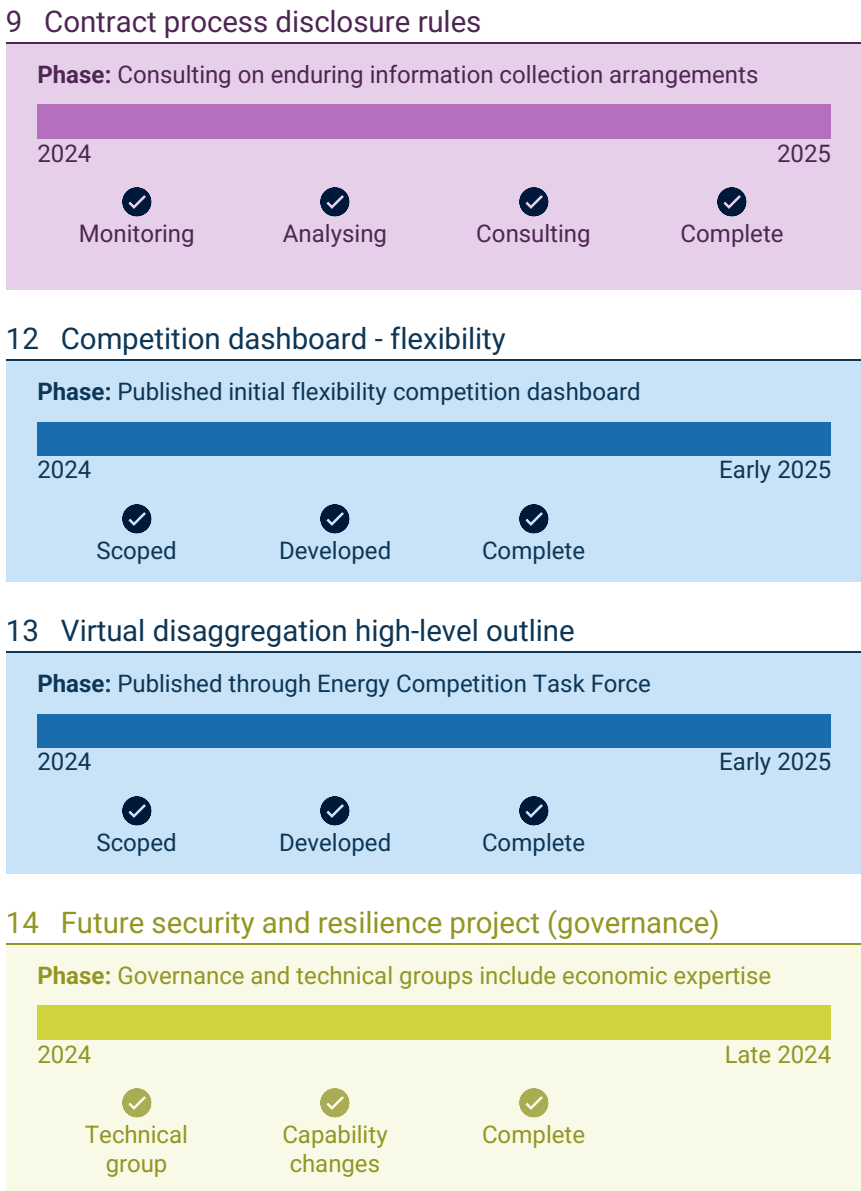 9 Contract process disclosure rules
Phase: Consulting on enduring information collection arrangements
2024 2025
Monitoring Analysing Consulting Complete
12 Competition dashboard - flexibility
Phase: Published initial flexibility competition dashboard
2024 Early 2025
Scoped Developed Complete
13 Virtual disaggregation high-level outline
Phase: Published through Energy Competition Task Force
2024 Early 2025
Scoped Developed Complete
14 Future security and resilience project (governance)
Phase: Governance and technical groups include economic expertise
2024 Late 2024
Technical Capability Complete
group changes